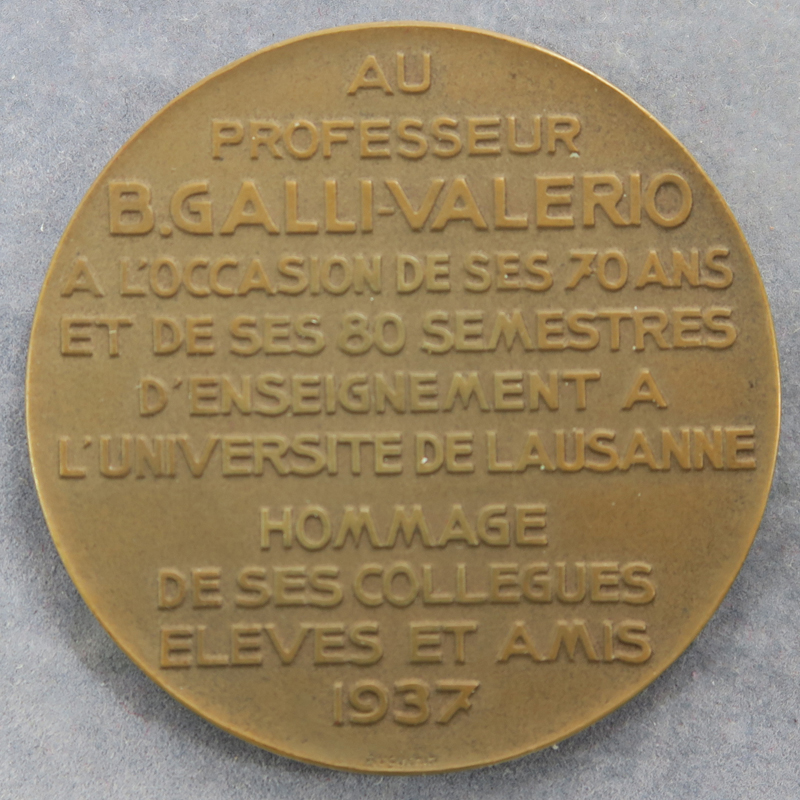 AU
PROFESSEUR
B.GALLI-VALERIO
A L'OCCASION DE SES 70 ANS
ET DE SES 80 SEMESTRES
D'ENSEIGNEMENT A
L'UNIVERSITE DE LAUSANNE
HOMMAGE
DE SES COLLEGUES
ELEVES ET AMIS
1937